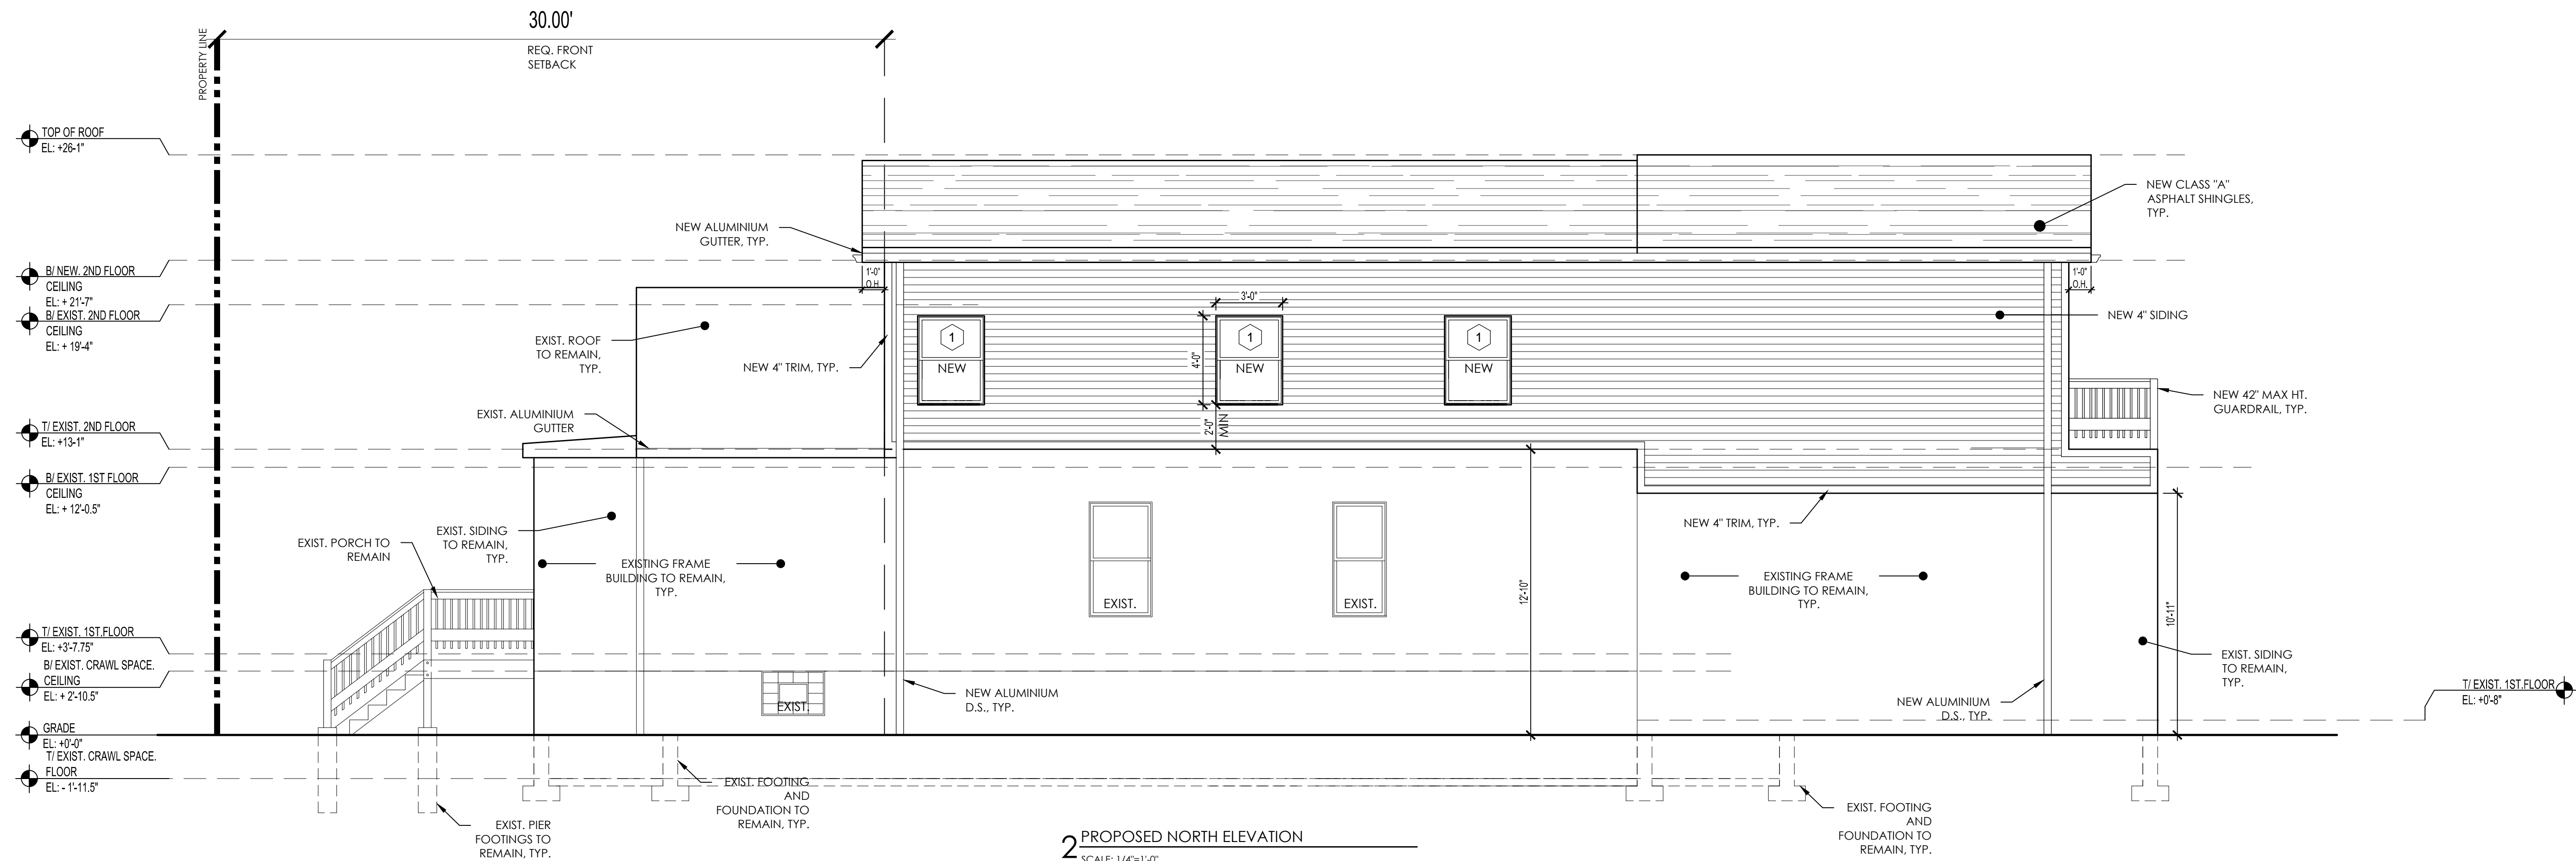 30.00'
REQ. FRONT
SETBACK
PROPERTY LINE
TOP OF ROOF
EL: +26-1"
NEW CLASS "A"
ASPHALT SHINGLES,
TYP.
NEW ALUMINIUM
GUTTER, TYP.
B/ NEW. 2ND FLOOR
CEILING
EL: + 21'-7"
1'-0"
O.H.
1'-0"
O.H.
3'-0"
B/ EXIST. 2ND FLOOR
CEILING
EL: + 19'-4"
NEW 4" SIDING
EXIST. ROOF
TO REMAIN,
TYP.
NEW 4" TRIM, TYP.
1
NEW
4'-0"
1
NEW
1
NEW
2'-0"
MIN
NEW 42" MAX HT.
GUARDRAIL, TYP.
EXIST. ALUMINIUM
GUTTER
T/ EXIST. 2ND FLOOR
EL: +13-1"
B/ EXIST. 1ST FLOOR
CEILING
EL: + 12'-0.5"
EXIST. SIDING
TO REMAIN,
TYP.
NEW 4" TRIM, TYP.
EXIST. PORCH TO
REMAIN
EXISTING FRAME
BUILDING TO REMAIN,
TYP.
EXIST.
EXIST.
12'-10"
EXISTING FRAME
BUILDING TO REMAIN,
TYP.
10'-11"
T/ EXIST. 1ST.FLOOR
EL: +3'-7.75"
B/ EXIST. CRAWL SPACE.
CEILING
EL: + 2'-10.5"
EXIST. SIDING
TO REMAIN,
TYP.
EXIST.
NEW ALUMINIUM
D.S., TYP.
NEW ALUMINIUM
D.S., TYP.
T/ EXIST. 1ST.FLOOR
EL: +0'-8"
GRADE
EL: +0'-0"
T/ EXIST. CRAWL SPACE.
FLOOR
EL: - 1'-11.5"
EXIST. FOOTING
AND
FOUNDATION TO
REMAIN, TYP.
EXIST. FOOTING
AND
FOUNDATION TO
REMAIN, TYP.
EXIST. PIER
FOOTINGS TO
REMAIN, TYP.
2 PROPOSED NORTH ELEVATION
SCALE: 1/4"=1'-0"